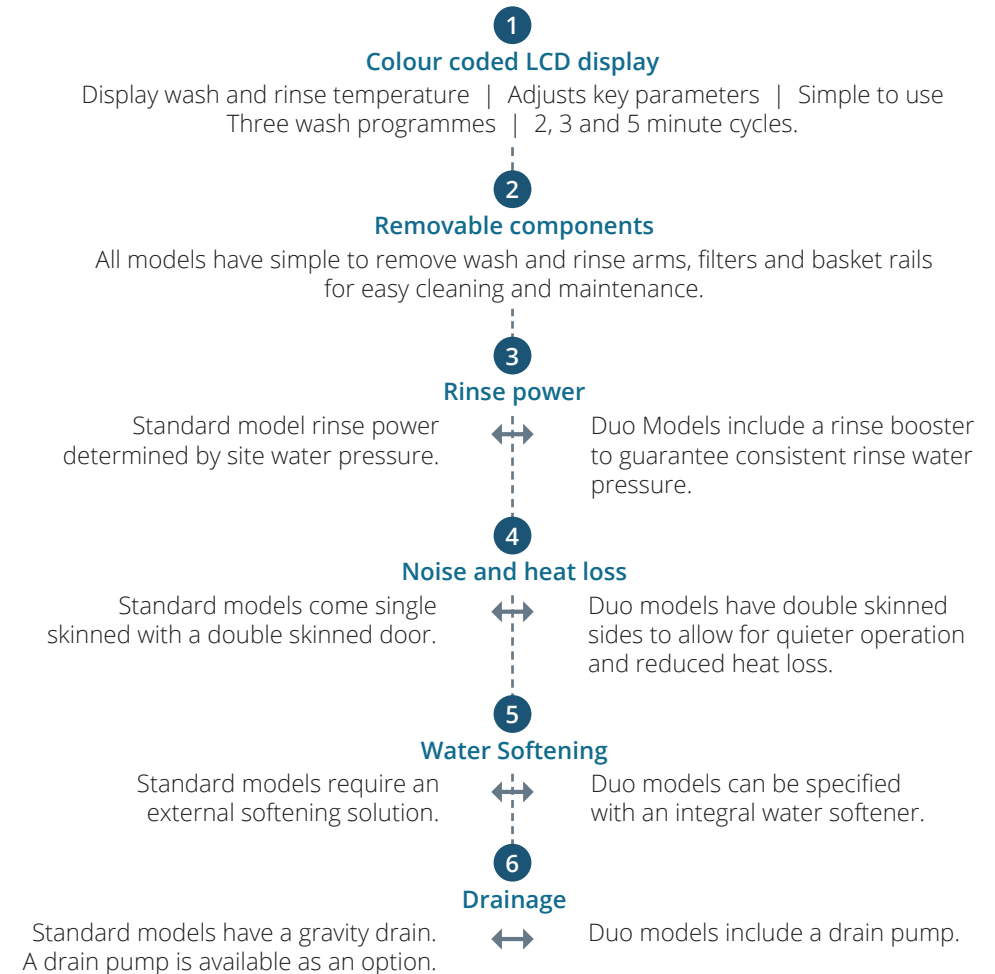 1
Colour coded LCD display
Display wash and rinse temperature | Adjusts key parameters | Simple to use
Three wash programmes | 2, 3 and 5 minute cycles.
2
Removable components
All models have simple to remove wash and rinse arms, filters and basket rails
for easy cleaning and maintenance.
3
Rinse power
Standard model rinse power
determined by site water pressure.
Duo Models include a rinse booster
to guarantee consistent rinse water
pressure.
4
Noise and heat loss
Standard models come single
skinned with a double skinned door.
Duo models have double skinned
sides to allow for quieter operation
and reduced heat loss.
5
Water Softening
Standard models require an
external softening solution.
Duo models can be specified
with an integral water softener.
6
Drainage
Standard models have a gravity drain.
A drain pump is available as an option.
Duo models include a drain pump.